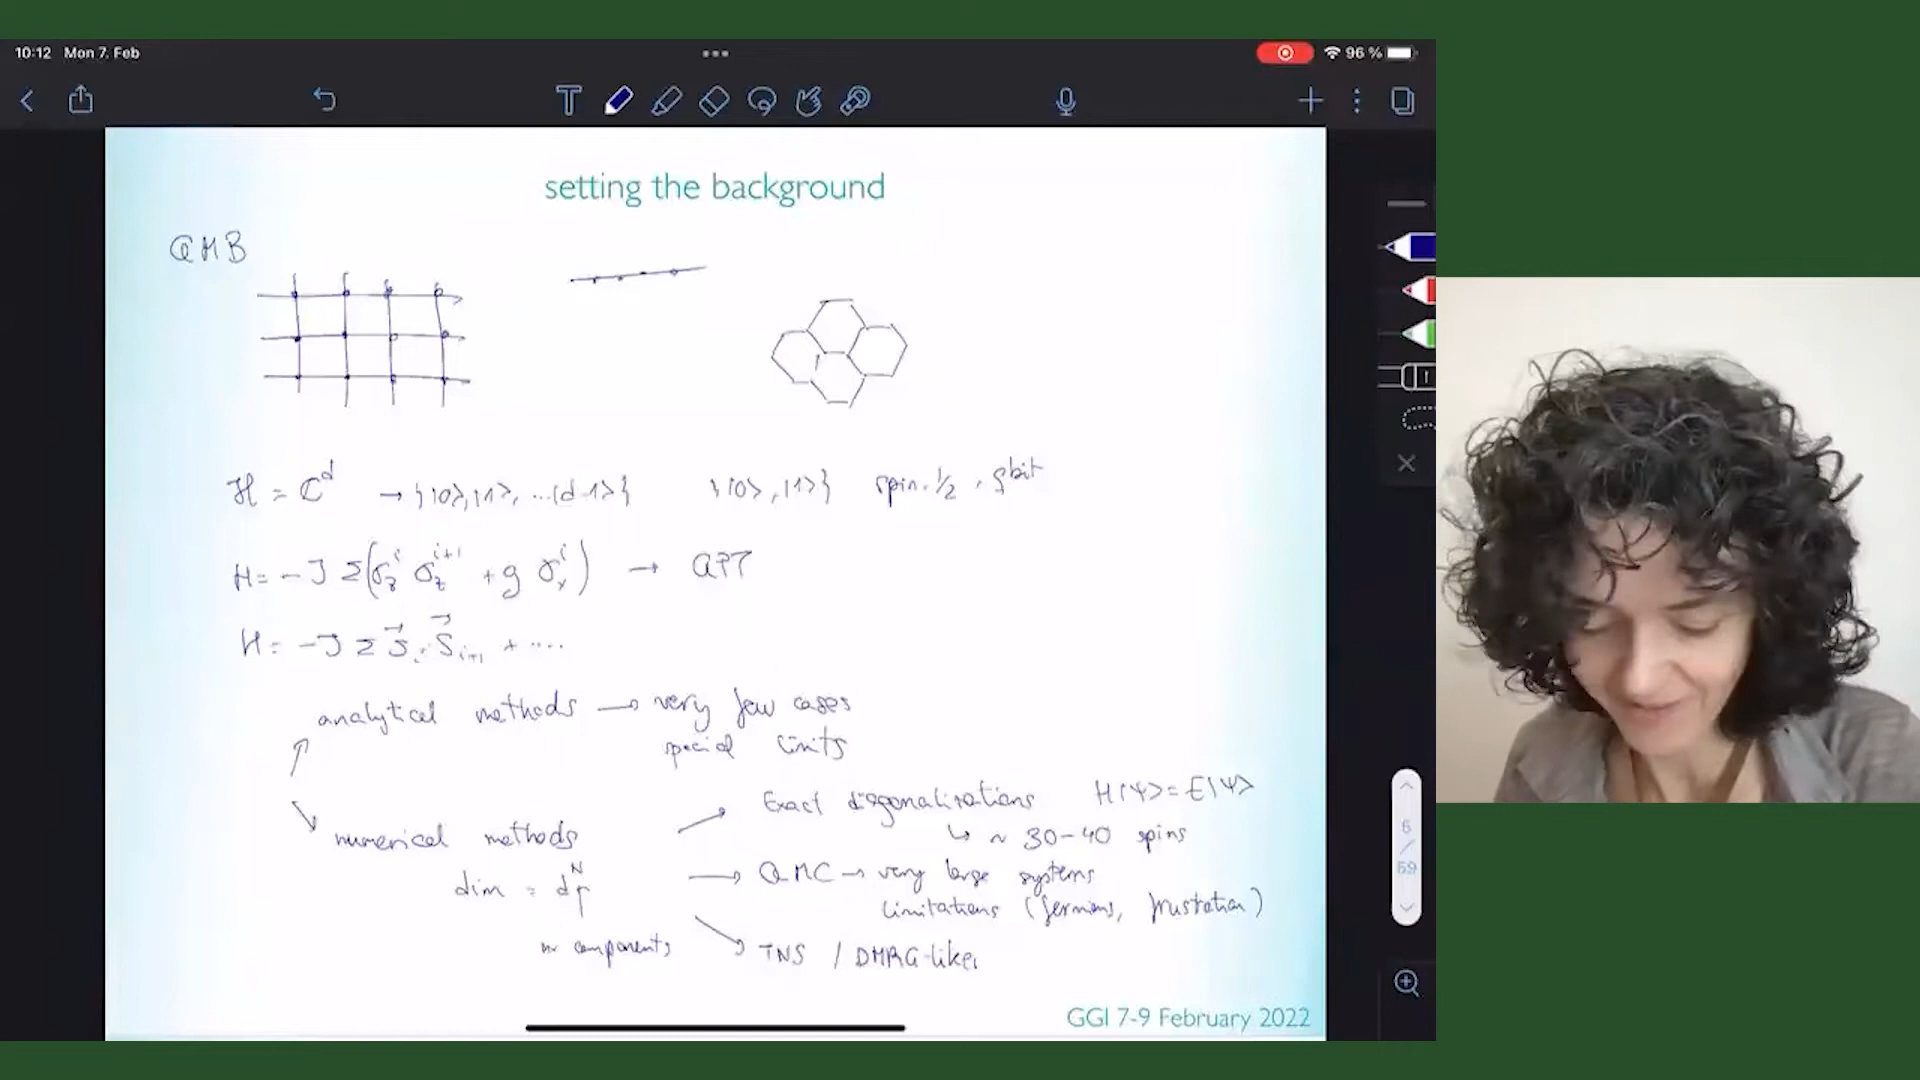 10:12 Mon 7. Feb
96 %
T
setting the background
QMB
H = C^d → {|0>, |1>, ... |d-1>} {|0>, |1>} spin-1/2, qbit
H = -J Σ(σ_z^i σ_z^{i+1} + g σ_x^i) → QPT
H = -J Σ S⃗_i · S⃗_{i+1} + ....
analytical methods → very few cases
special limits
Exact diagonalizations H|Ψ> = E|Ψ>
↳ ~ 30-40 spins
numerical methods
QMC → very large systems
dim = d^N
limitations (fermions, frustration)
nr components
TNS / DMRG-like
6
/
59
GGI 7-9 February 2022